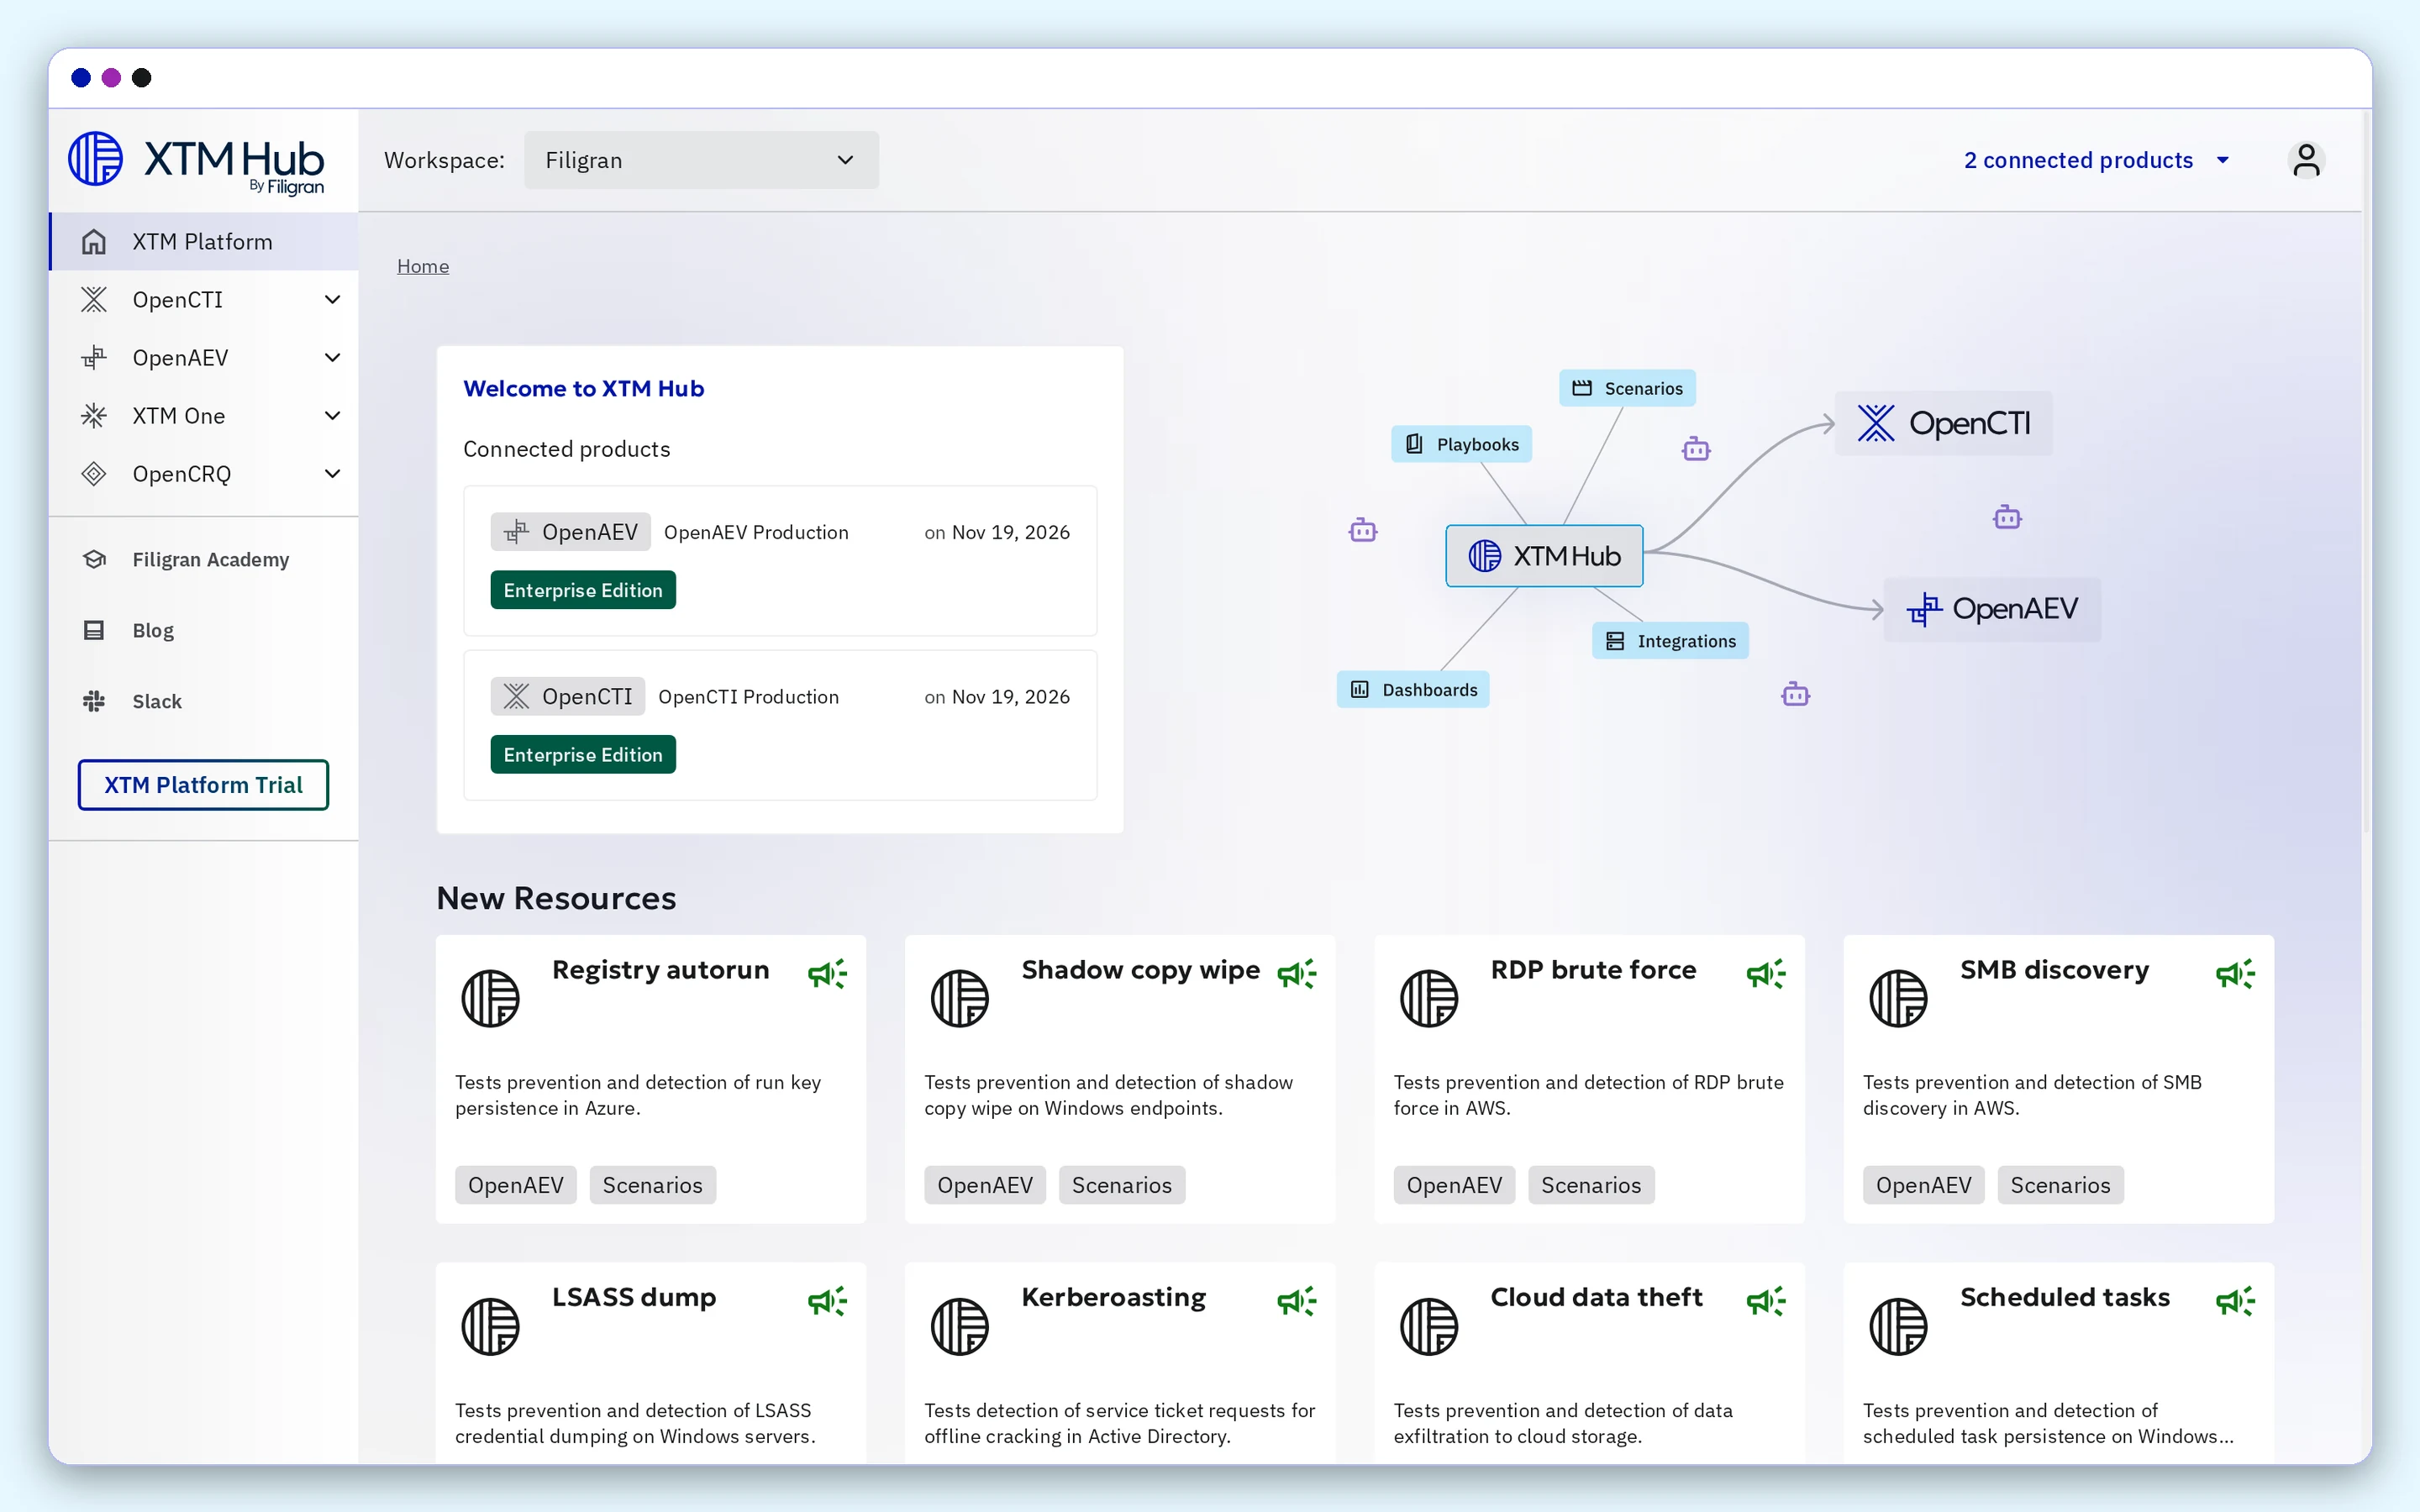 XTM Hub
By Filigran
Workspace:
Filigran
2 connected products
XTM Platform
OpenCTI
OpenAEV
XTM One
OpenCRQ
Filigran Academy
Blog
Slack
XTM Platform Trial
Home
Welcome to XTM Hub
Connected products
OpenAEV OpenAEV Production on Nov 19, 2026
Enterprise Edition
OpenCTI OpenCTI Production on Nov 19, 2026
Enterprise Edition
Scenarios
Playbooks
OpenCTI
XTM Hub
OpenAEV
Integrations
Dashboards
New Resources
Registry autorun
Tests prevention and detection of run key
persistence in Azure.
OpenAEV Scenarios
Shadow copy wipe
Tests prevention and detection of shadow
copy wipe on Windows endpoints.
OpenAEV Scenarios
RDP brute force
Tests prevention and detection of RDP brute
force in AWS.
OpenAEV Scenarios
SMB discovery
Tests prevention and detection of SMB
discovery in AWS.
OpenAEV Scenarios
LSASS dump
Tests prevention and detection of LSASS
credential dumping on Windows servers.
Kerberoasting
Tests detection of service ticket requests for
offline cracking in Active Directory.
Cloud data theft
Tests prevention and detection of data
exfiltration to cloud storage.
Scheduled tasks
Tests prevention and detection of
scheduled task persistence on Windows...